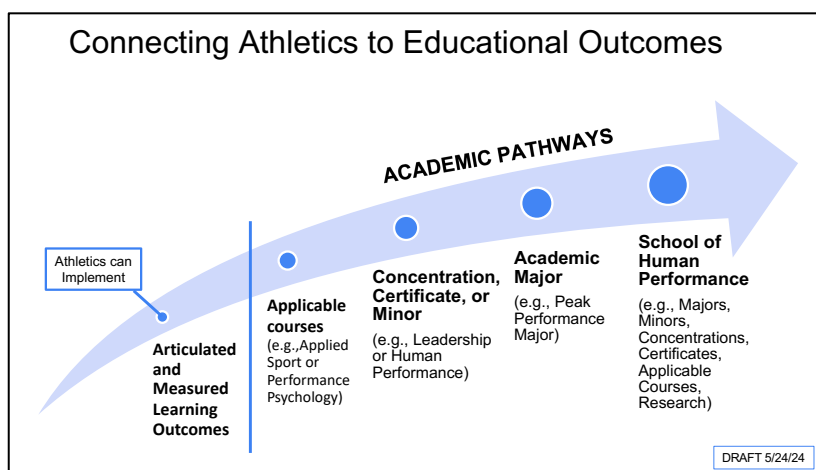 Connecting Athletics to Educational Outcomes
ACADEMIC PATHWAYS
Athletics can
Implement
Articulated
and
Measured
Learning
Outcomes
Applicable
courses
(e.g.,Applied
Sport or
Performance
Psychology)
Concentration,
Certificate, or
Minor
(e.g., Leadership
or Human
Performance)
Academic
Major
(e.g., Peak
Performance
Major)
School of
Human
Performance
(e.g., Majors,
Minors,
Concentrations,
Certificates,
Applicable
Courses,
Research)
DRAFT 5/24/24